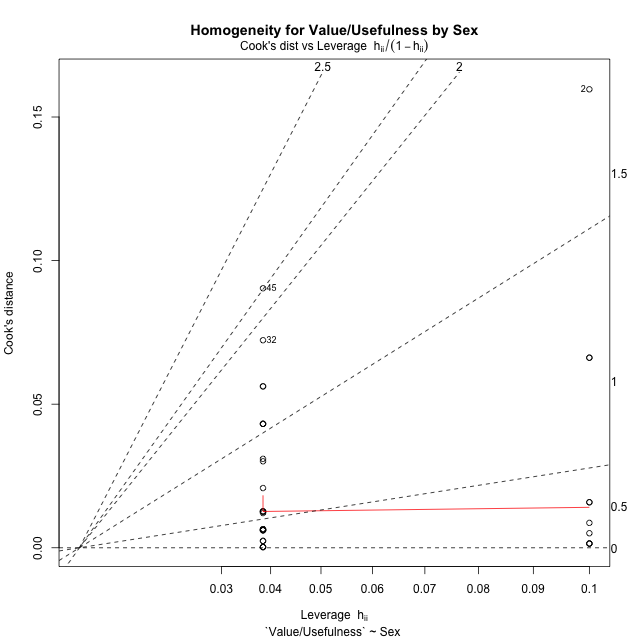 Homogeneity for Value/Usefulness by Sex
Cook's dist vs Leverage hii/(1−hii)
2.5 2
2
1.5
45
32
1
0.5
0
Cook's distance
0.00 0.05 0.10 0.15
0.03 0.04 0.05 0.06 0.07 0.08 0.09 0.1
Leverage hii
`Value/Usefulness` ~ Sex